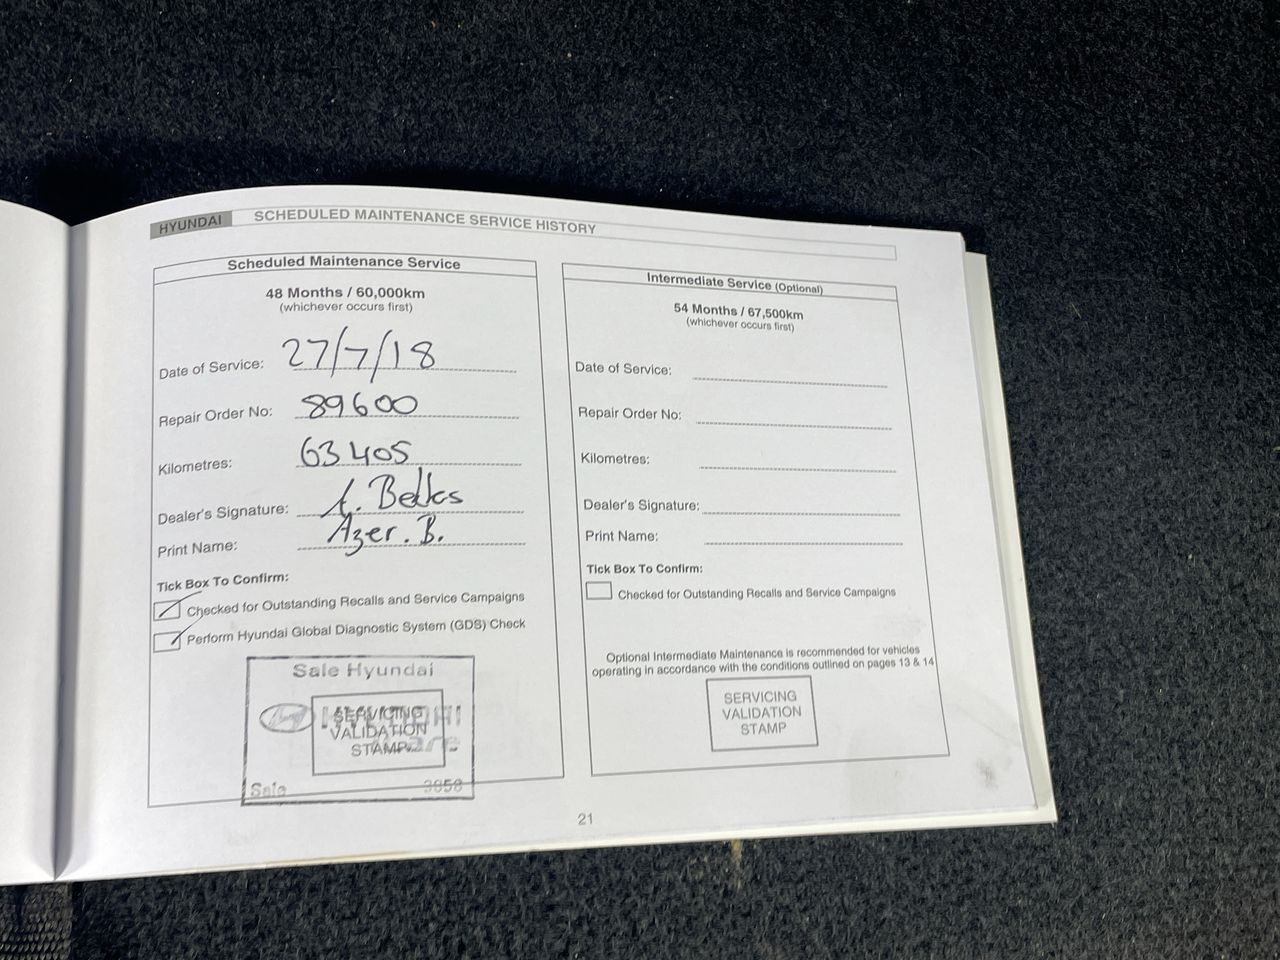 HYUNDAI SCHEDULED MAINTENANCE SERVICE HISTORY
Scheduled Maintenance Service
48 Months / 60,000km
(whichever occurs first)
Date of Service: 27/7/18
Repair Order No: 89600
Kilometres: 63405
Dealer's Signature:
Print Name: Azer. B.
Tick Box To Confirm:
Checked for Outstanding Recalls and Service Campaigns
Perform Hyundai Global Diagnostic System (GDS) Check
Sale Hyundai
HYUNDAI
SERVICING
VALIDATION
STAMP
Sale 3850
Intermediate Service (Optional)
54 Months / 67,500km
(whichever occurs first)
Date of Service:
Repair Order No:
Kilometres:
Dealer's Signature:
Print Name:
Tick Box To Confirm:
Checked for Outstanding Recalls and Service Campaigns
Optional Intermediate Maintenance is recommended for vehicles
operating in accordance with the conditions outlined on pages 13 & 14
SERVICING
VALIDATION
STAMP
21